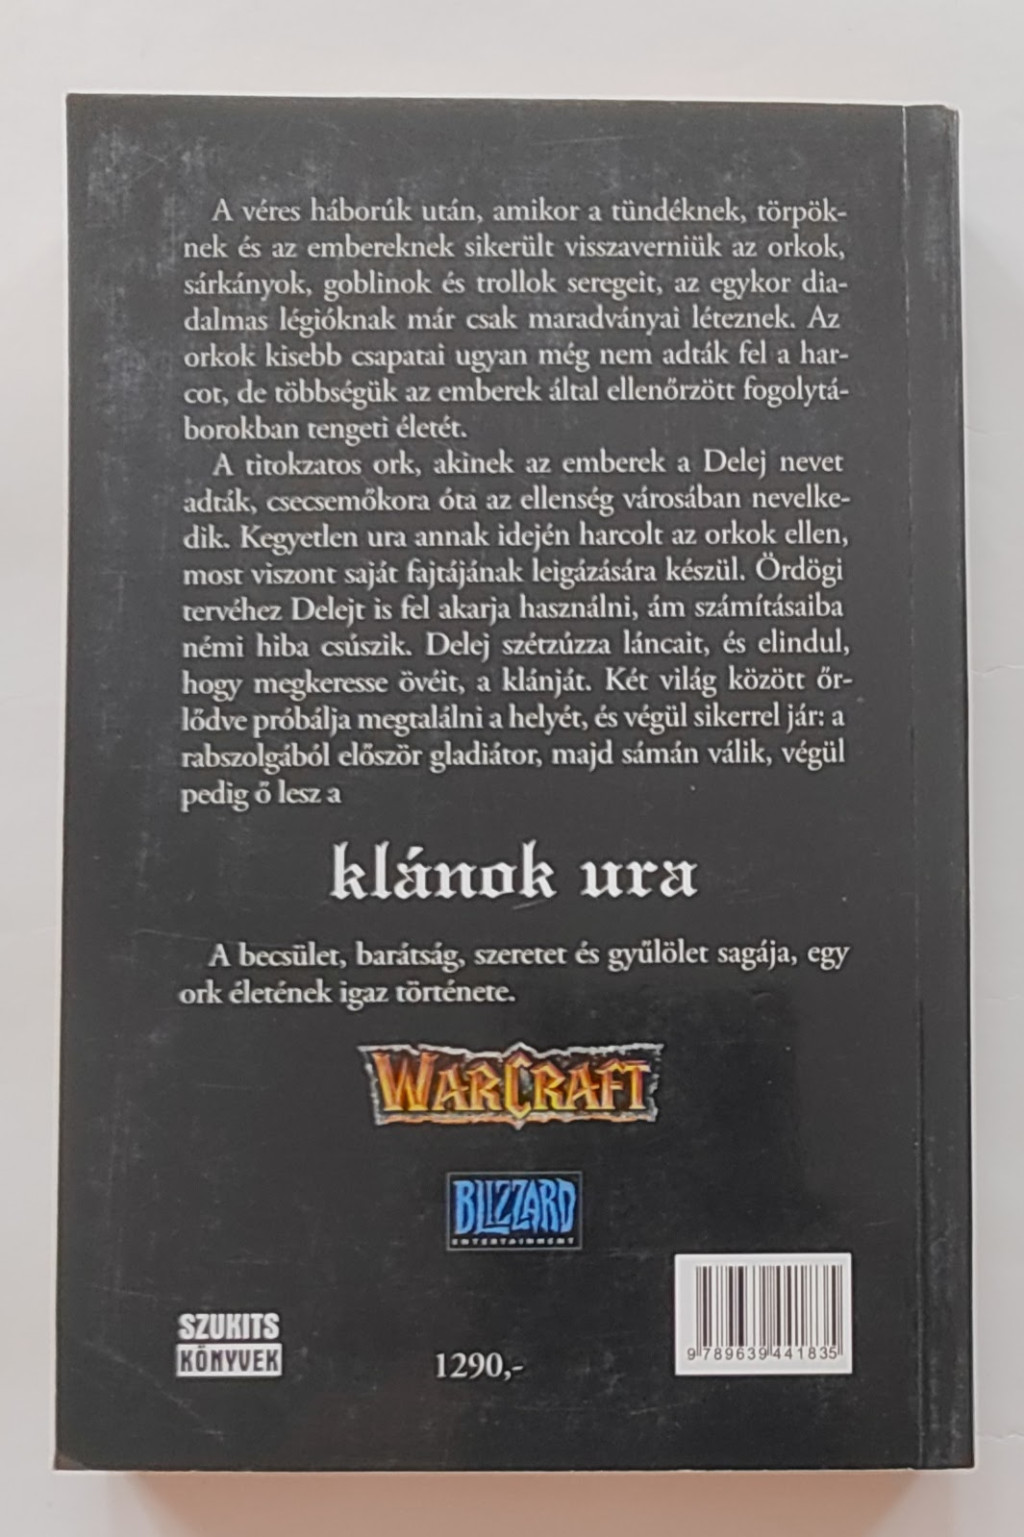 A véres háborúk után, amikor a tündéknek, törpök-
nek és az embereknek sikerült visszaverniük az orkok,
sárkányok, goblinok és trollok seregeit, az egykor dia-
dalmas légióknak már csak maradványai léteznek. Az
orkok kisebb csapatai ugyan még nem adták fel a har-
cot, de többségük az emberek által ellenőrzött fogolytá-
borokban tengeti életét.
A titokzatos ork, akinek az emberek a Delej nevet
adták, csecsemőkora óta az ellenség városában nevelke-
dik. Kegyetlen ura annak idején harcolt az orkok ellen,
most viszont saját fajtájának leigázására készül. Ördögi
tervéhez Delejt is fel akarja használni, ám számításaiba
némi hiba csúszik. Delej szétzúzza láncait, és elindul,
hogy megkeresse övéit, a klánját. Két világ között őr-
lődve próbálja megtalálni a helyét, és végül sikerrel jár: a
rabszolgából először gladiátor, majd sámán válik, végül
pedig ő lesz a
klánok ura
A becsület, barátság, szeretet és gyűlölet sagája, egy
ork életének igaz története.
WARCRAFT
BLIZZARD
ENTERTAINMENT
SZUKITS
KÖNYVEK
1290,-
9 789639 441835